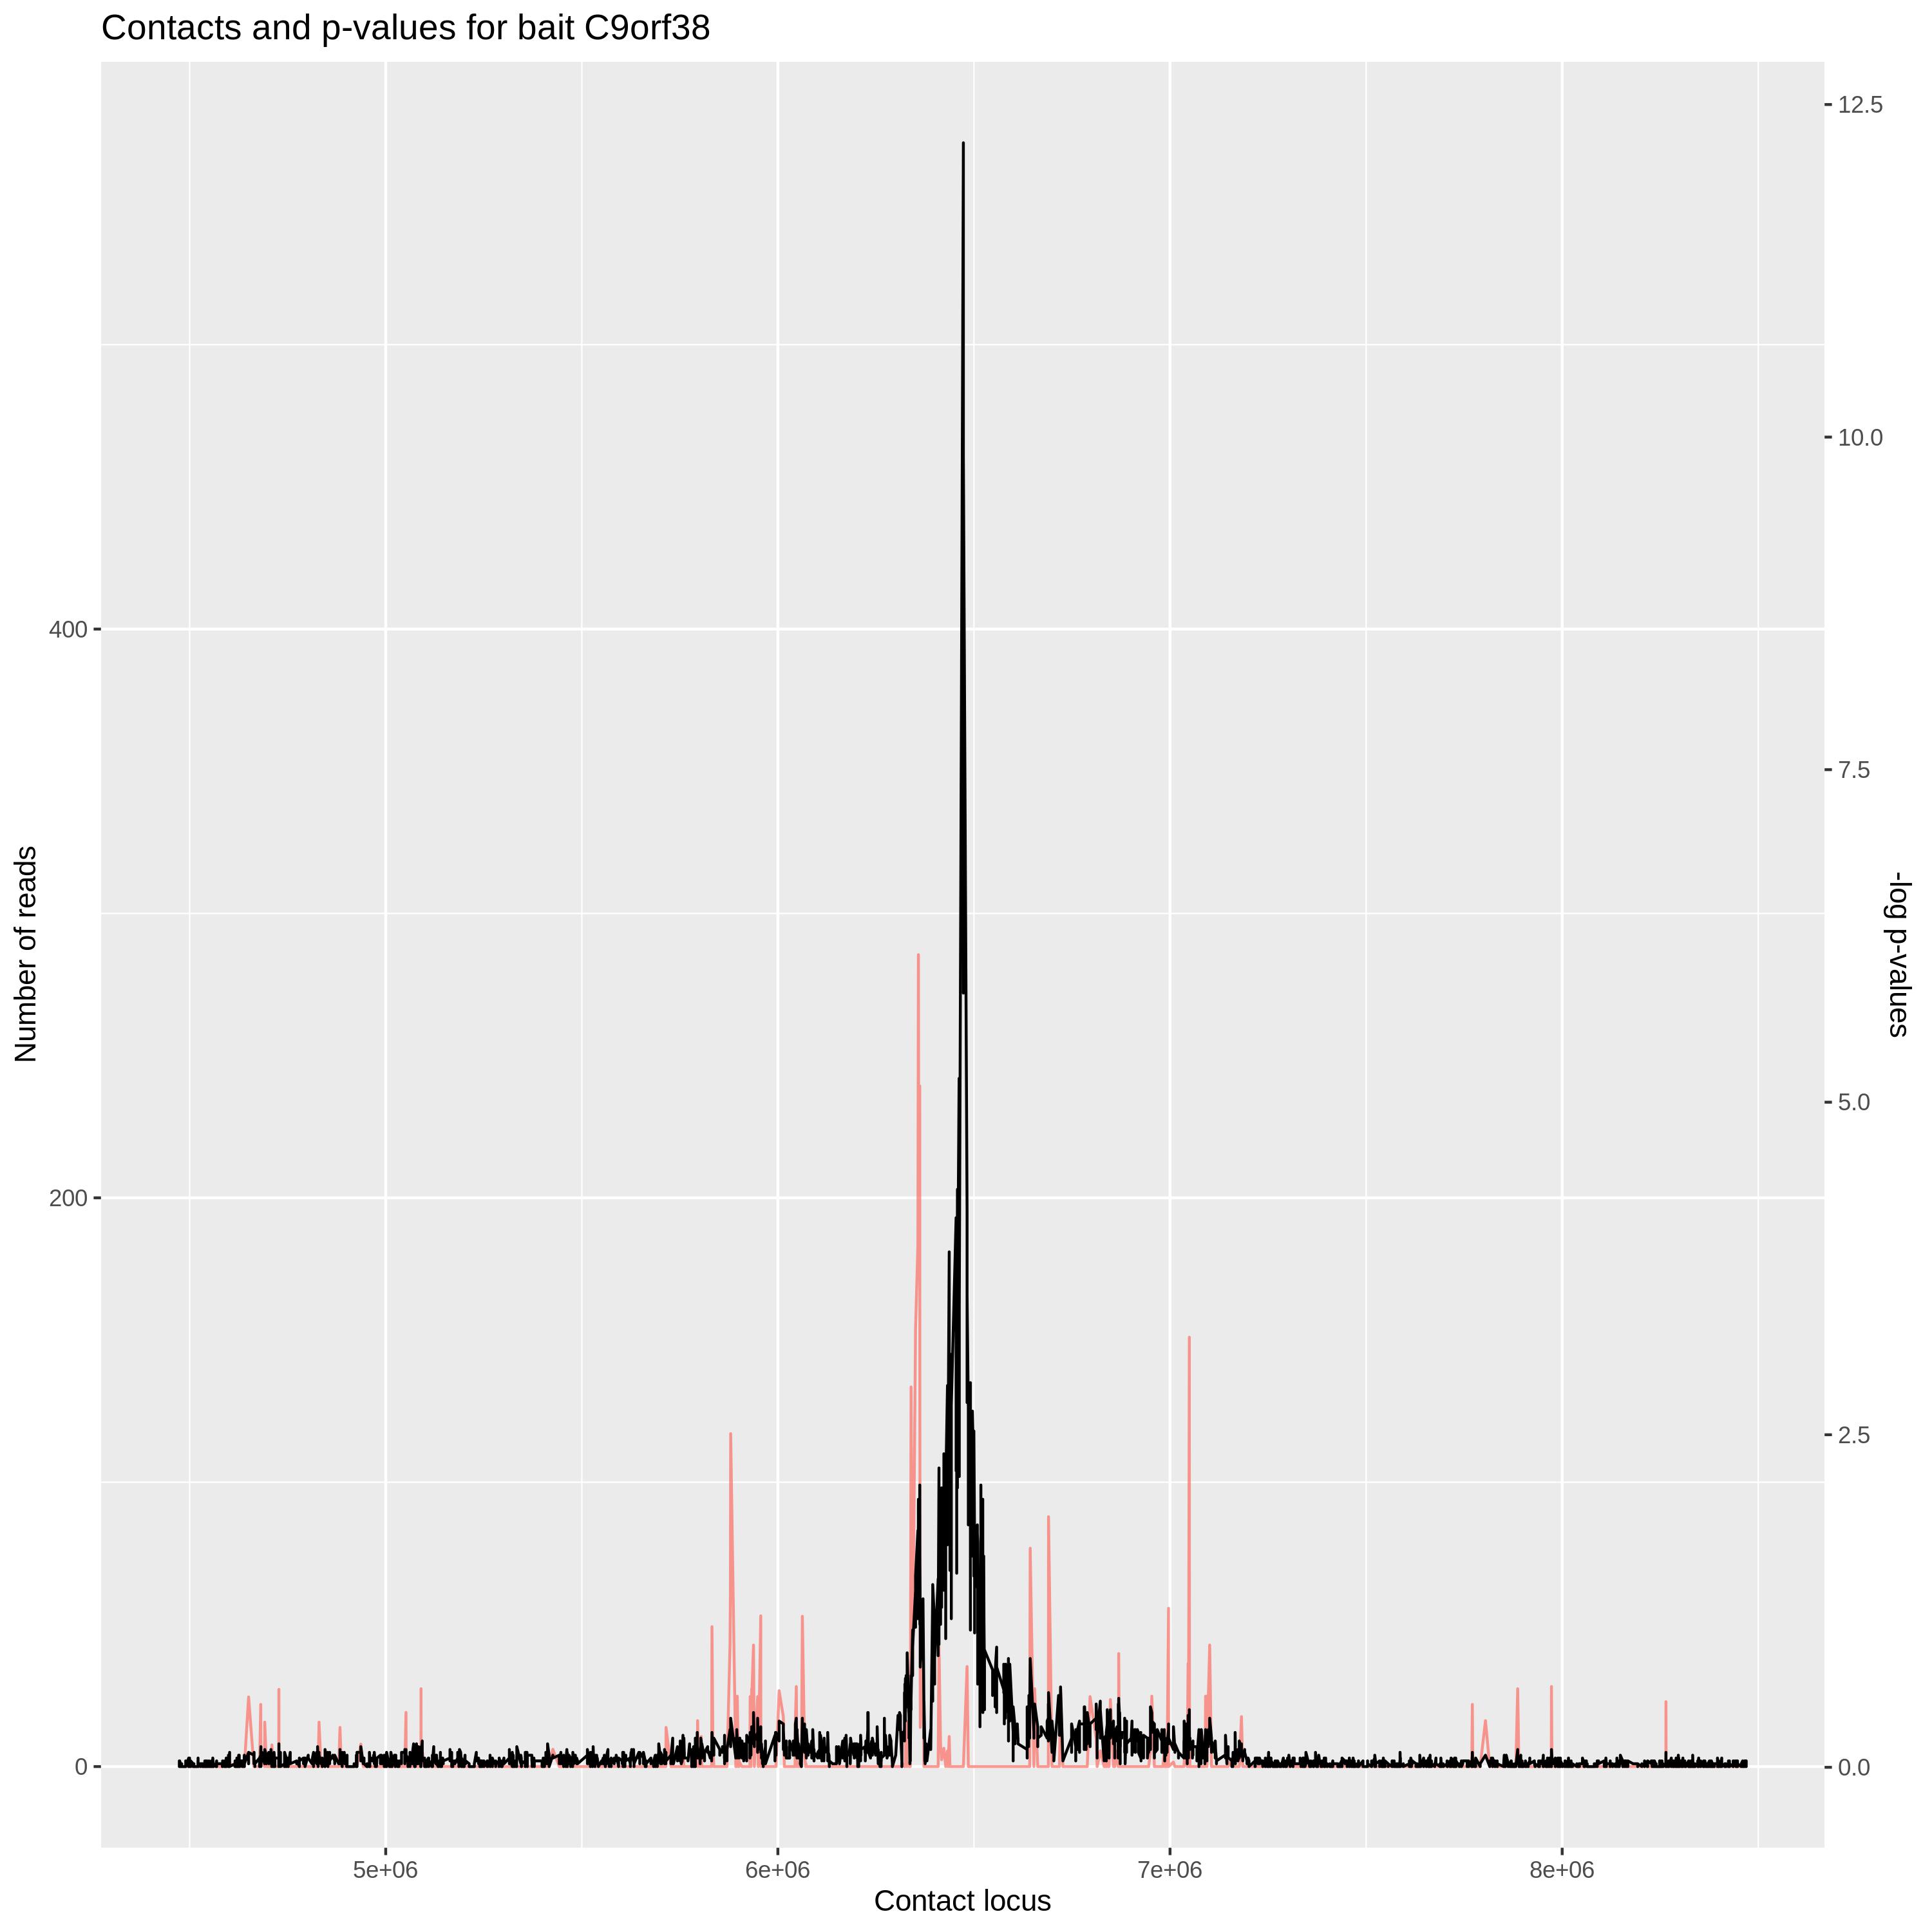 Contacts and p-values for bait C9orf38
Number of reads
400
200
0
12.5
10.0
7.5
5.0
2.5
0.0
-log p-values
5e+06
6e+06
7e+06
8e+06
Contact locus